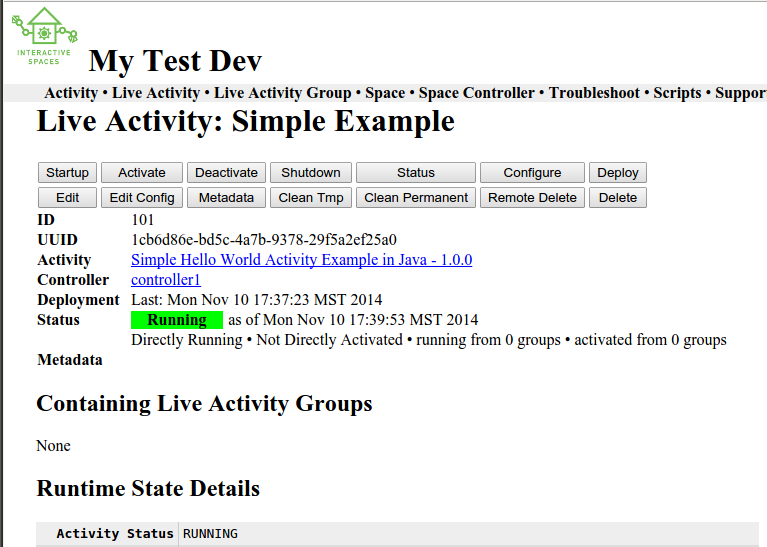 INTERACTIVE
SPACES
My Test Dev
Activity • Live Activity • Live Activity Group • Space • Space Controller • Troubleshoot • Scripts • Suppor
Live Activity: Simple Example
Startup Activate Deactivate Shutdown Status Configure Deploy
Edit Edit Config Metadata Clean Tmp Clean Permanent Remote Delete Delete
ID 101
UUID 1cb6d86e-bd5c-4a7b-9378-29f5a2ef25a0
Activity Simple Hello World Activity Example in Java - 1.0.0
Controller controller1
Deployment Last: Mon Nov 10 17:37:23 MST 2014
Status Running as of Mon Nov 10 17:39:53 MST 2014
Directly Running • Not Directly Activated • running from 0 groups • activated from 0 groups
Metadata
Containing Live Activity Groups
None
Runtime State Details
Activity Status RUNNING